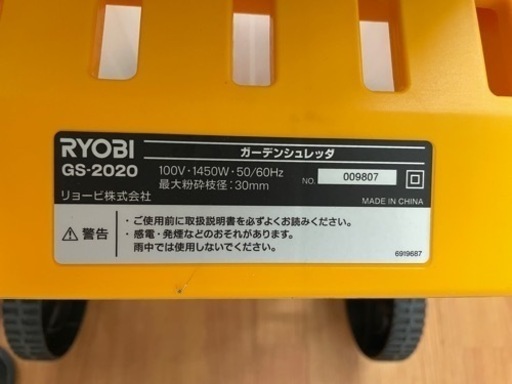 RYOBI ガーデンシュレッダ
GS-2020 100V・1450W・50/60Hz
リョービ株式会社 最大粉砕枝径:30mm
NO. 009807
MADE IN CHINA
⚠警告
・ご使用前に取扱説明書を必ずよくお読みください。
・感電・発煙などのおそれがあります。
雨中では使用しないでください。
6919687